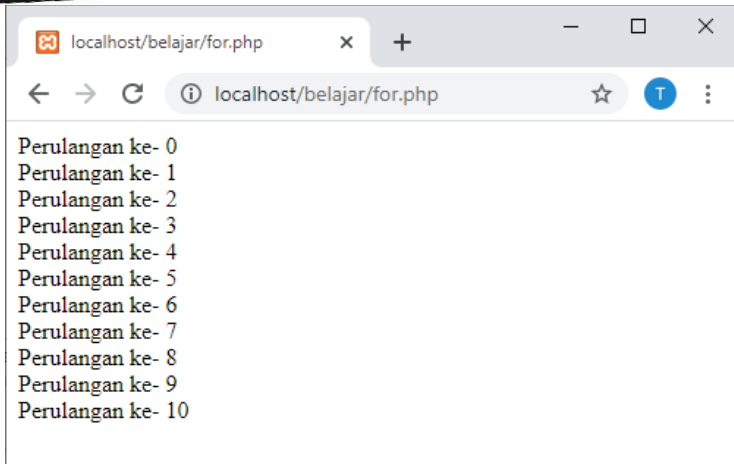 localhost/belajar/for.php
localhost/belajar/for.php
T
Perulangan ke- 0
Perulangan ke- 1
Perulangan ke- 2
Perulangan ke- 3
Perulangan ke- 4
Perulangan ke- 5
Perulangan ke- 6
Perulangan ke- 7
Perulangan ke- 8
Perulangan ke- 9
Perulangan ke- 10